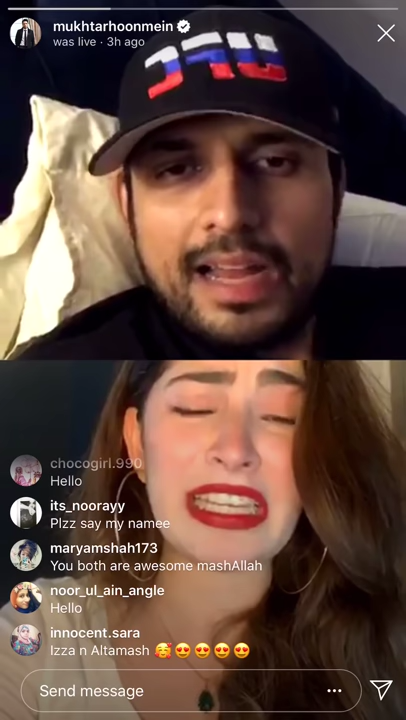 mukhtarhoonmein
was live · 3h ago
chocogirl.990
Hello
its_noorayy
Plzz say my namee
maryamshah173
You both are awesome mashAllah
noor_ul_ain_angle
Hello
innocent.sara
Izza n Altamash 🥰😍😍😍😍
Send message